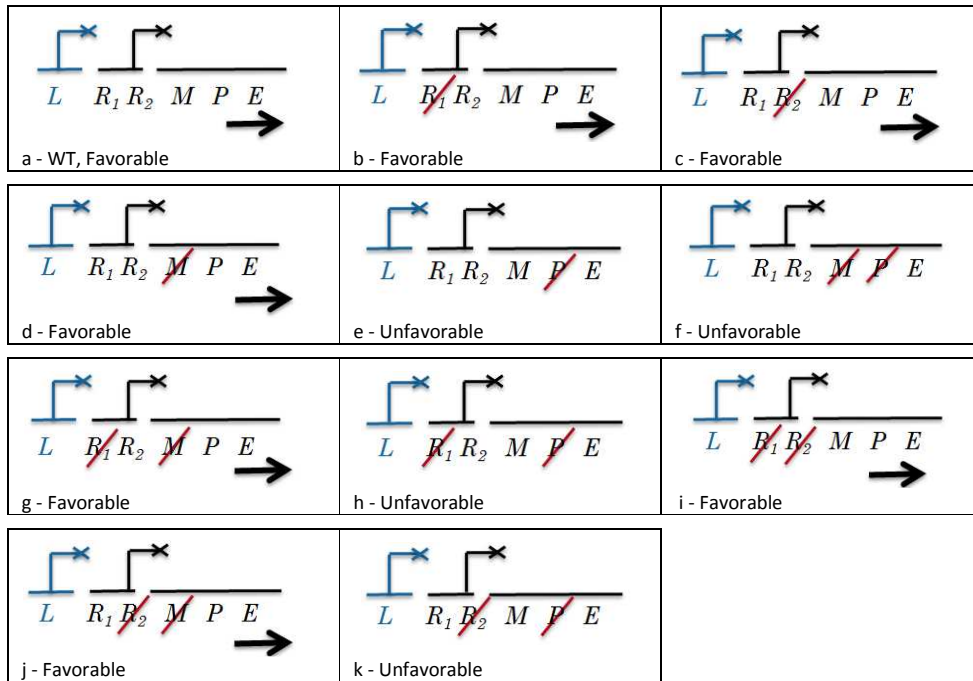 L R₁ R₂ M P E
a - WT, Favorable
L R₁ R₂ M P E
b - Favorable
L R₁ R₂ M P E
c - Favorable
L R₁ R₂ M P E
d - Favorable
L R₁ R₂ M P E
e - Unfavorable
L R₁ R₂ M P E
f - Unfavorable
L R₁ R₂ M P E
g - Favorable
L R₁ R₂ M P E
h - Unfavorable
L R₁ R₂ M P E
i - Favorable
L R₁ R₂ M P E
j - Favorable
L R₁ R₂ M P E
k - Unfavorable